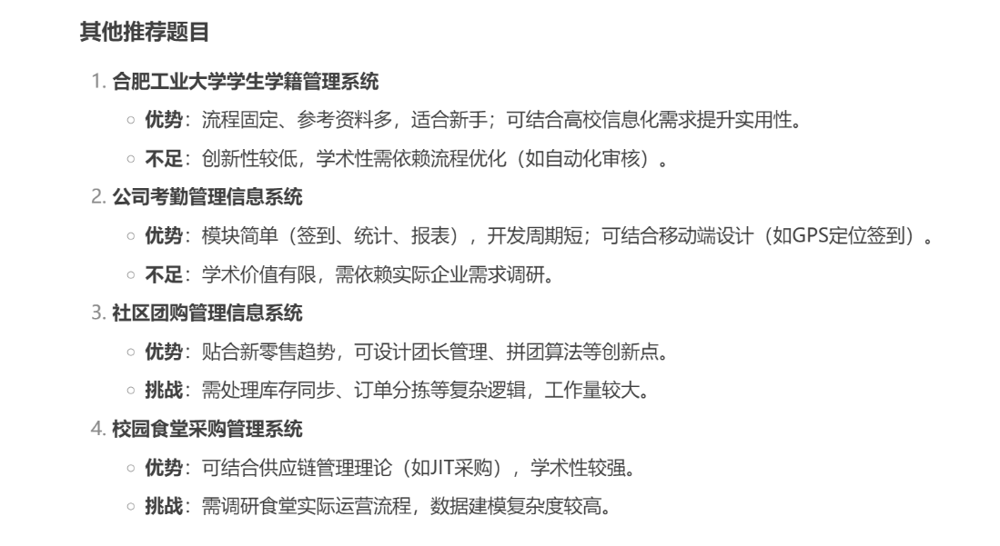 其他推荐题目
1. 合肥工业大学学生学籍管理系统
○ 优势：流程固定、参考资料多，适合新手；可结合高校信息化需求提升实用性。
○ 不足：创新性较低，学术性需依赖流程优化（如自动化审核）。
2. 公司考勤管理信息系统
○ 优势：模块简单（签到、统计、报表），开发周期短；可结合移动端设计（如GPS定位签到）。
○ 不足：学术价值有限，需依赖实际企业需求调研。
3. 社区团购管理信息系统
○ 优势：贴合新零售趋势，可设计团长管理、拼团算法等创新点。
○ 挑战：需处理库存同步、订单分拣等复杂逻辑，工作量较大。
4. 校园食堂采购管理系统
○ 优势：可结合供应链管理理论（如JIT采购），学术性较强。
○ 挑战：需调研食堂实际运营流程，数据建模复杂度较高。